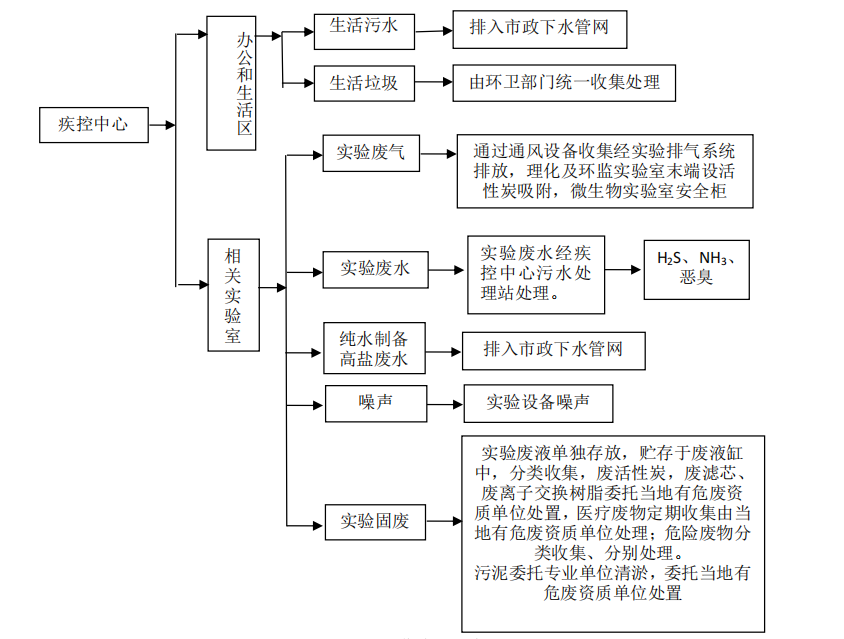 疾控中心
办公和生活区
生活污水
排入市政下水管网
生活垃圾
由环卫部门统一收集处理
相关实验室
实验废气
通过通风设备收集经实验排气系统
排放，理化及环监实验室末端设活
性炭吸附，微生物实验室安全柜
实验废水
实验废水经疾
控中心污水处
理站处理。
H₂S、NH₃、
恶臭
纯水制备
高盐废水
排入市政下水管网
噪声
实验设备噪声
实验固废
实验废液单独存放，贮存于废液缸
中，分类收集，废活性炭，废滤芯、
废离子交换树脂委托当地有危废资
质单位处置，医疗废物定期收集由当
地有危废资质单位处理；危险废物分
类收集、分别处理。
污泥委托专业单位清淤，委托当地有
危废资质单位处置